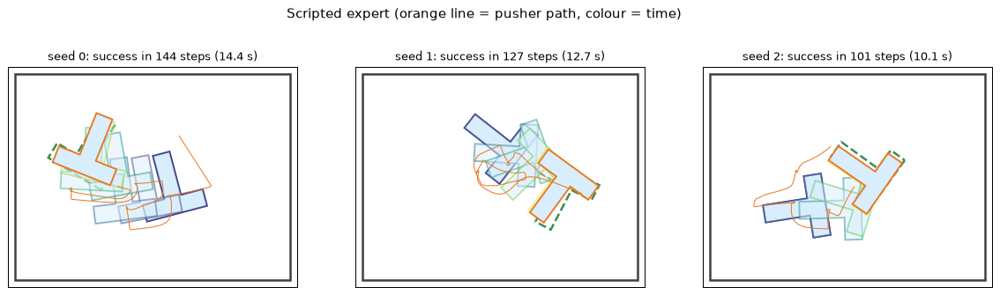 Scripted expert (orange line = pusher path, colour = time)
seed 0: success in 144 steps (14.4 s)
seed 1: success in 127 steps (12.7 s)
seed 2: success in 101 steps (10.1 s)